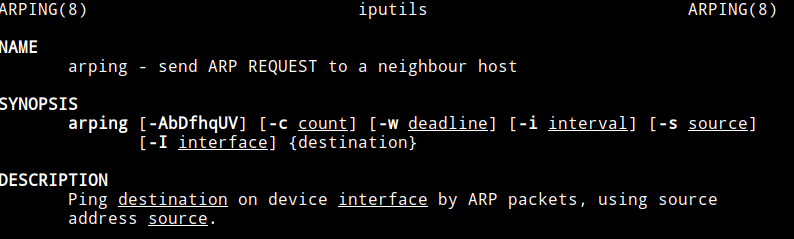 ARPING(8) iputils ARPING(8)
NAME
arping - send ARP REQUEST to a neighbour host
SYNOPSIS
arping [-AbDfhqUV] [-c count] [-w deadline] [-i interval] [-s source]
[-I interface] {destination}
DESCRIPTION
Ping destination on device interface by ARP packets, using source
address source.